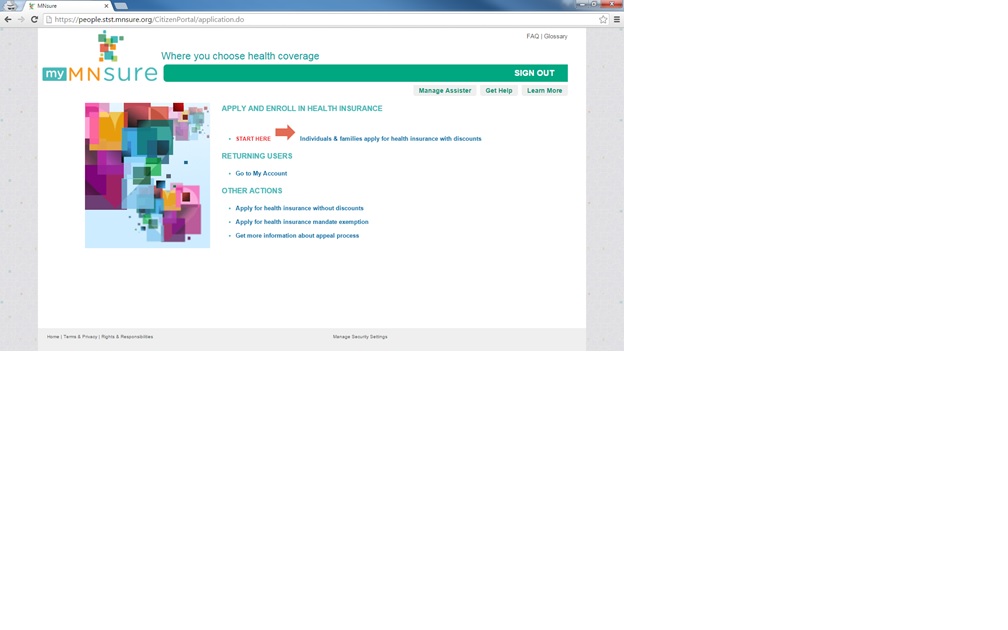 MNsure
https://people.stst.mnsure.org/CitizenPortal/application.do
FAQ | Glossary
Where you choose health coverage
my MNsure
SIGN OUT
Manage Assister Get Help Learn More
APPLY AND ENROLL IN HEALTH INSURANCE
START HERE Individuals & families apply for health insurance with discounts
RETURNING USERS
Go to My Account
OTHER ACTIONS
Apply for health insurance without discounts
Apply for health insurance mandate exemption
Get more information about appeal process
Home | Terms & Privacy | Rights & Responsibilities Manage Security Settings